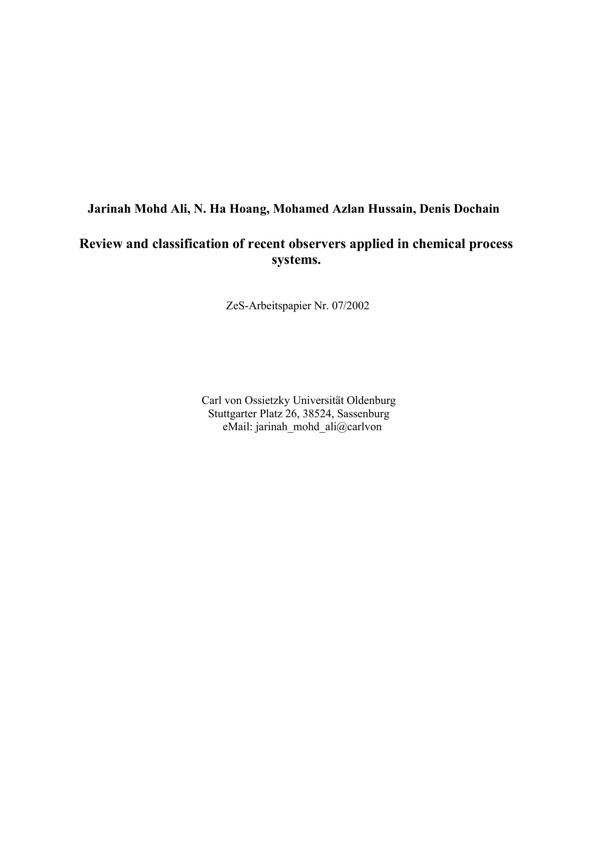 Jarinah Mohd Ali, N. Ha Hoang, Mohamed Azlan Hussain, Denis Dochain
Review and classification of recent observers applied in chemical process
systems.
ZeS-Arbeitspapier Nr. 07/2002
Carl von Ossietzky Universität Oldenburg
Stuttgarter Platz 26, 38524, Sassenburg
eMail: jarinah_mohd_ali@carlvon